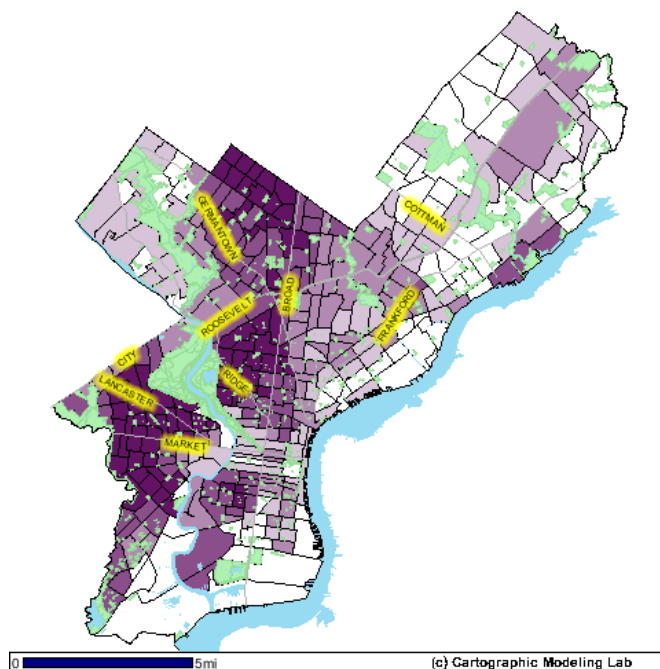 COTTMAN
GERMANTOWN
BROAD
ROOSEVELT
FRANKFORD
CITY
RIDGE
LANCASTER
MARKET
0 5mi (c) Cartographic Modeling Lab